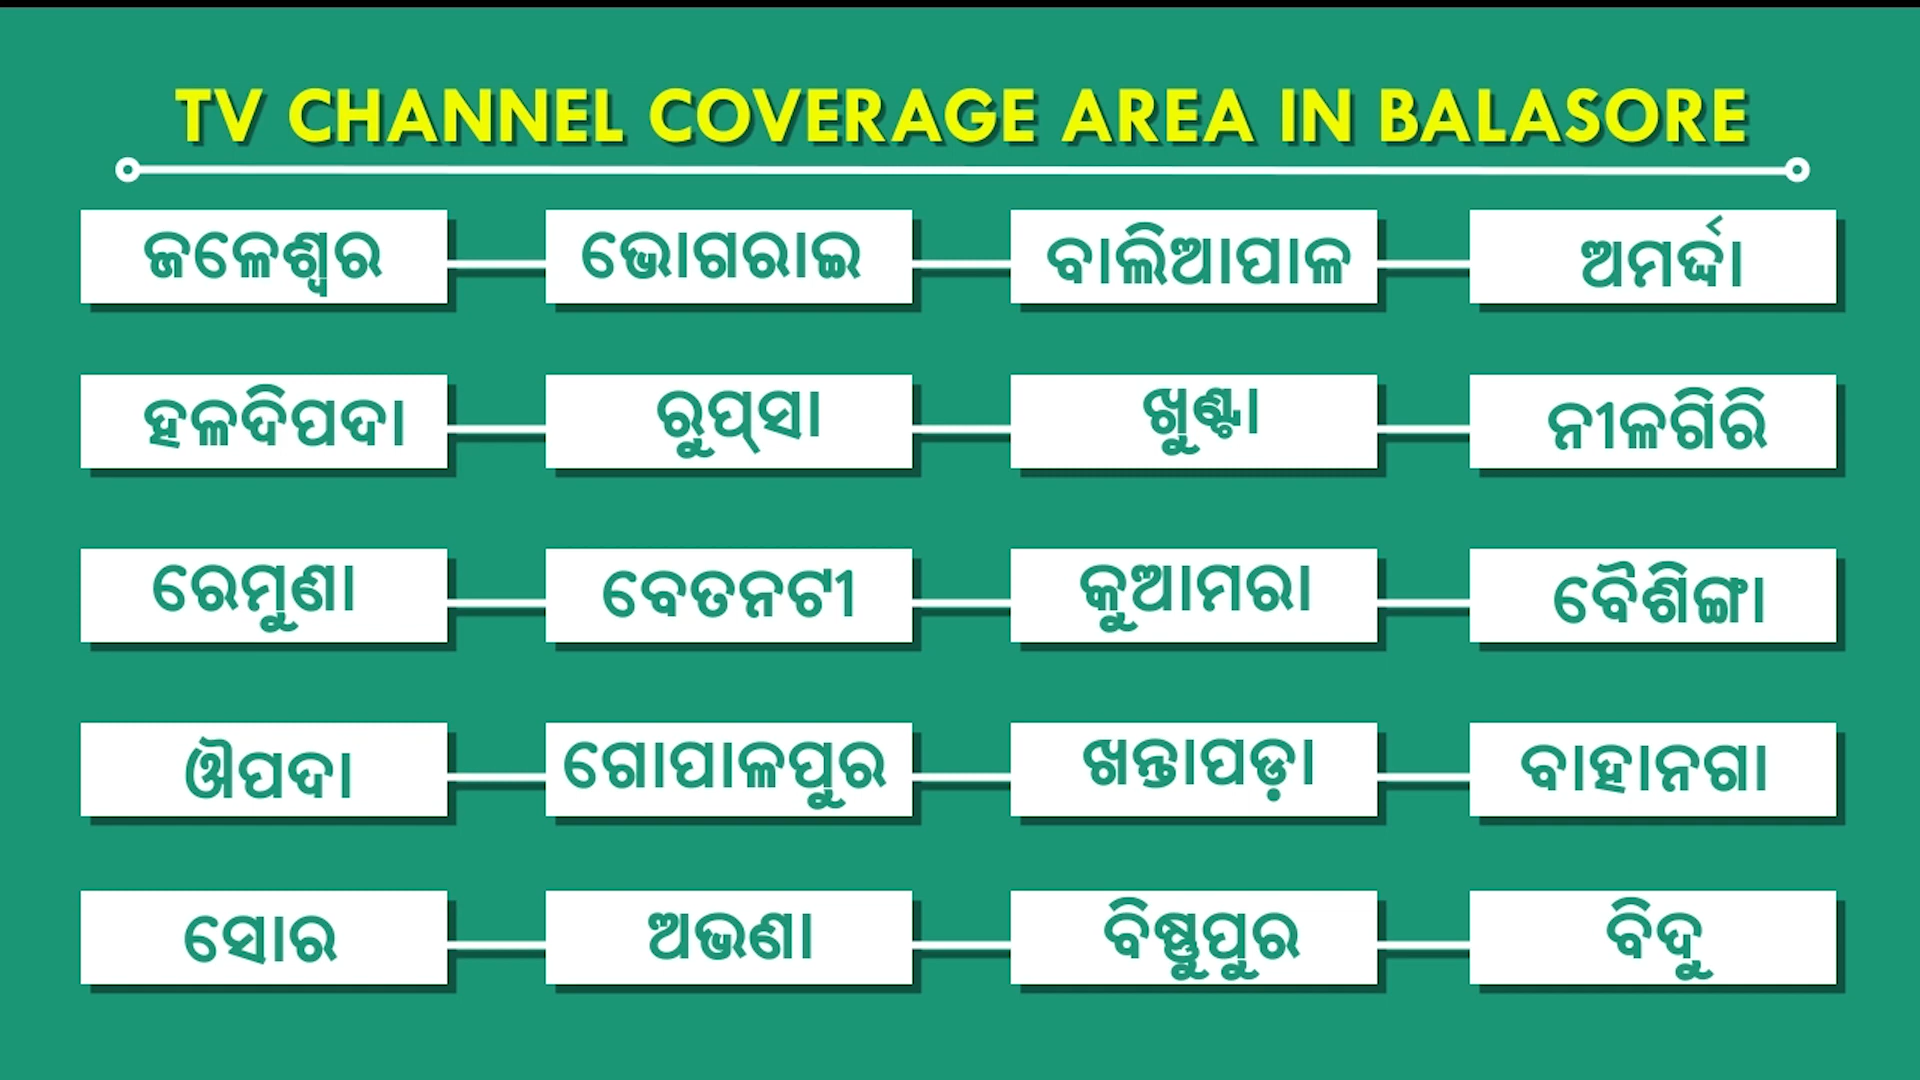 TV CHANNEL COVERAGE AREA IN BALASORE
ଜଳେଶ୍ୱର ଭୋଗରାଇ ବାଲିଆପାଳ ଅମର୍ଦ୍ଦା
ହଳଦିପଦା ରୁପ୍‌ସା ଖୁଣ୍ଟା ନୀଳଗିରି
ରେମୁଣା ବେତନଟୀ କୁଆମରା ବୈଶିଙ୍ଗା
ଔପଦା ଗୋପାଳପୁର ଖନ୍ତାପଡ଼ା ବାହାନଗା
ସୋର ଅଭଣା ବିଷ୍ଣୁପୁର ବିଦୁ